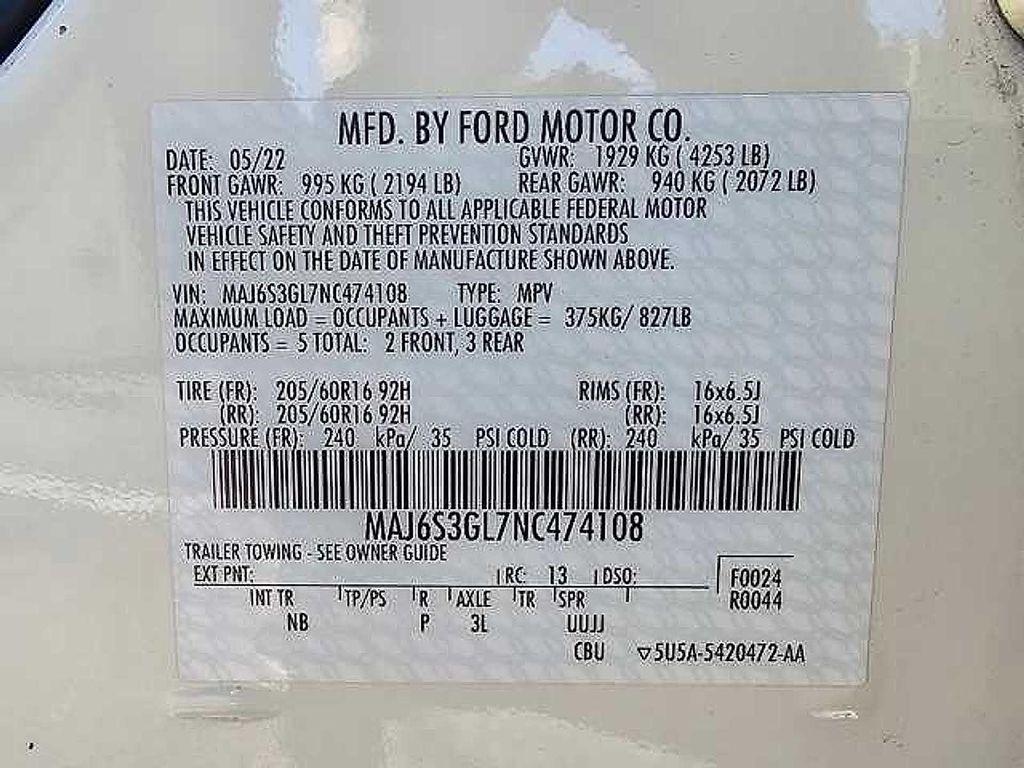 MFD. BY FORD MOTOR CO.
DATE: 05/22 GVWR: 1929 KG ( 4253 LB)
FRONT GAWR: 995 KG ( 2194 LB) REAR GAWR: 940 KG ( 2072 LB)
THIS VEHICLE CONFORMS TO ALL APPLICABLE FEDERAL MOTOR
VEHICLE SAFETY AND THEFT PREVENTION STANDARDS
IN EFFECT ON THE DATE OF MANUFACTURE SHOWN ABOVE.
VIN: MAJ6S3GL7NC474108 TYPE: MPV
MAXIMUM LOAD = OCCUPANTS + LUGGAGE = 375KG/ 827LB
OCCUPANTS = 5 TOTAL: 2 FRONT, 3 REAR
TIRE (FR): 205/60R16 92H RIMS (FR): 16x6.5J
(RR): 205/60R16 92H (RR): 16x6.5J
PRESSURE (FR): 240 kPa/ 35 PSI COLD (RR): 240 kPa/ 35 PSI COLD
MAJ6S3GL7NC474108
TRAILER TOWING - SEE OWNER GUIDE
EXT PNT: RC: 13 DSO: F0024
INT TR TP/PS R AXLE TR SPR R0044
NB P 3L UUJJ
CBU ▽5U5A-5420472-AA